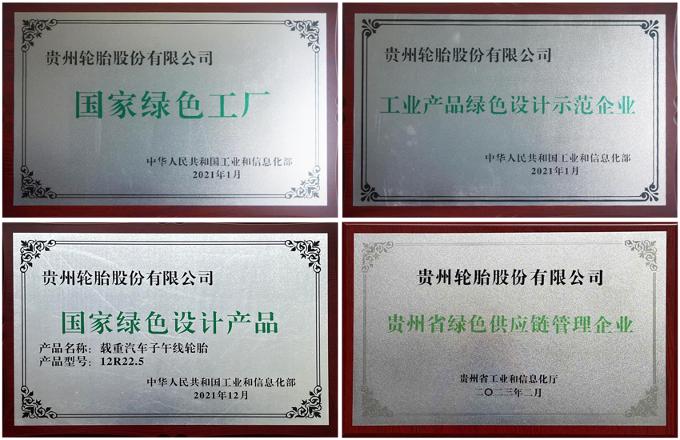 贵州轮胎股份有限公司
国家绿色工厂
中华人民共和国工业和信息化部
2021年1月
贵州轮胎股份有限公司
工业产品绿色设计示范企业
中华人民共和国工业和信息化部
2021年1月
贵州轮胎股份有限公司
国家绿色设计产品
产品名称：载重汽车子午线轮胎
产品型号：12R22.5
中华人民共和国工业和信息化部
2021年12月
贵州轮胎股份有限公司
贵州省绿色供应链管理企业
贵州省工业和信息化厅
二〇二三年二月